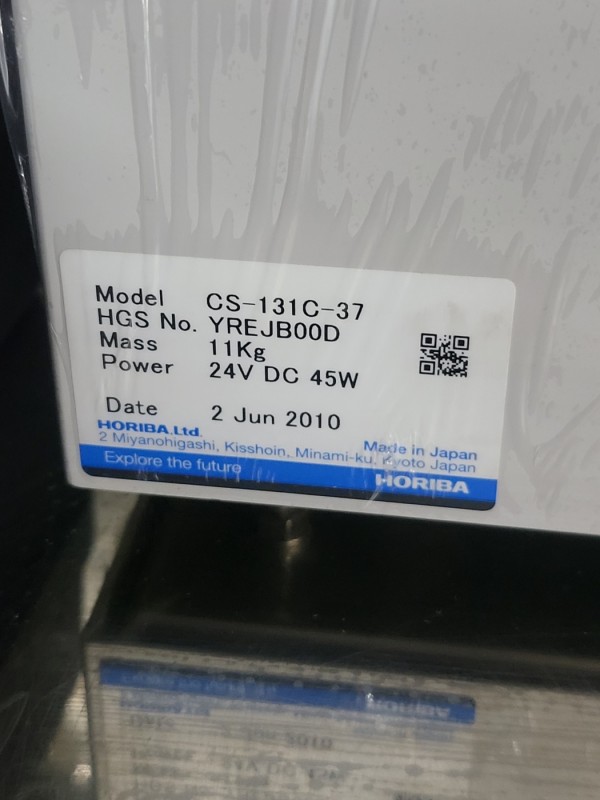 Model CS-131C-37
HGS No. YREJB00D
Mass 11Kg
Power 24V DC 45W
Date 2 Jun 2010
HORIBA.Ltd.
Made in Japan
2 Miyanohigashi, Kisshoin, Minami-ku, Kyoto Japan
Explore the future HORIBA